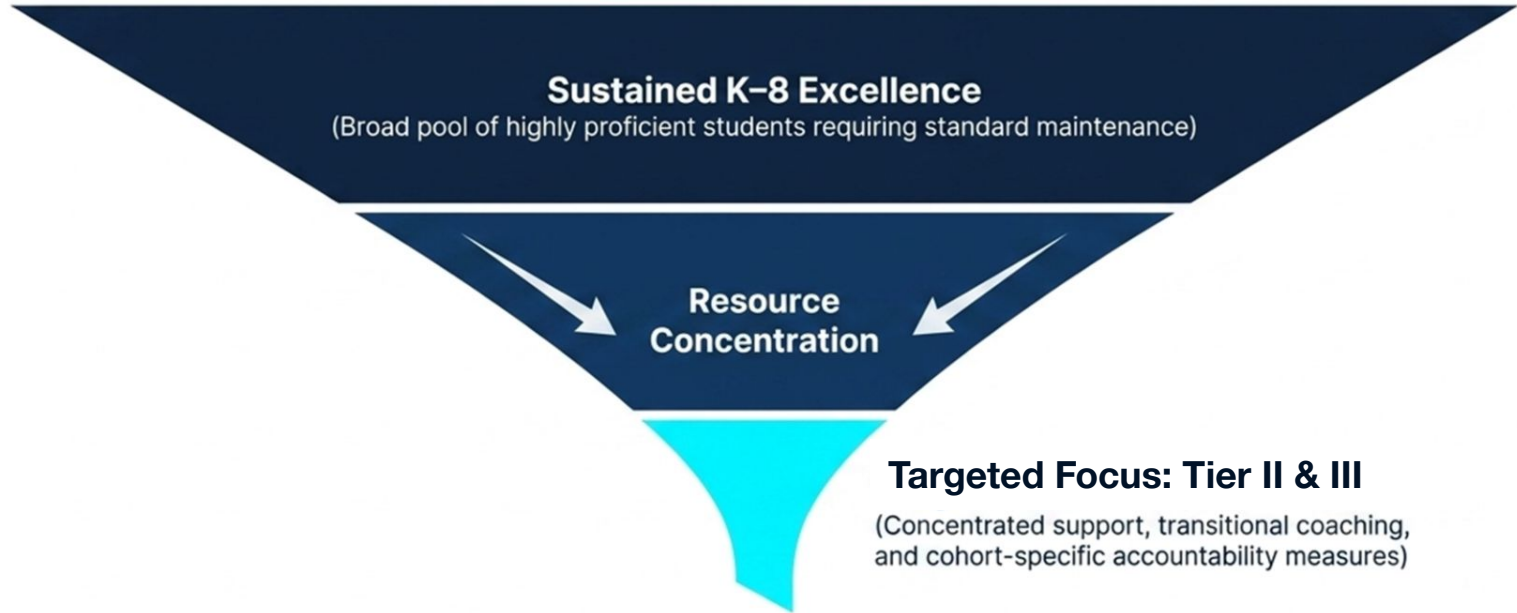 Sustained K–8 Excellence
(Broad pool of highly proficient students requiring standard maintenance)
Resource
Concentration
Targeted Focus: Tier II & III
(Concentrated support, transitional coaching,
and cohort-specific accountability measures)